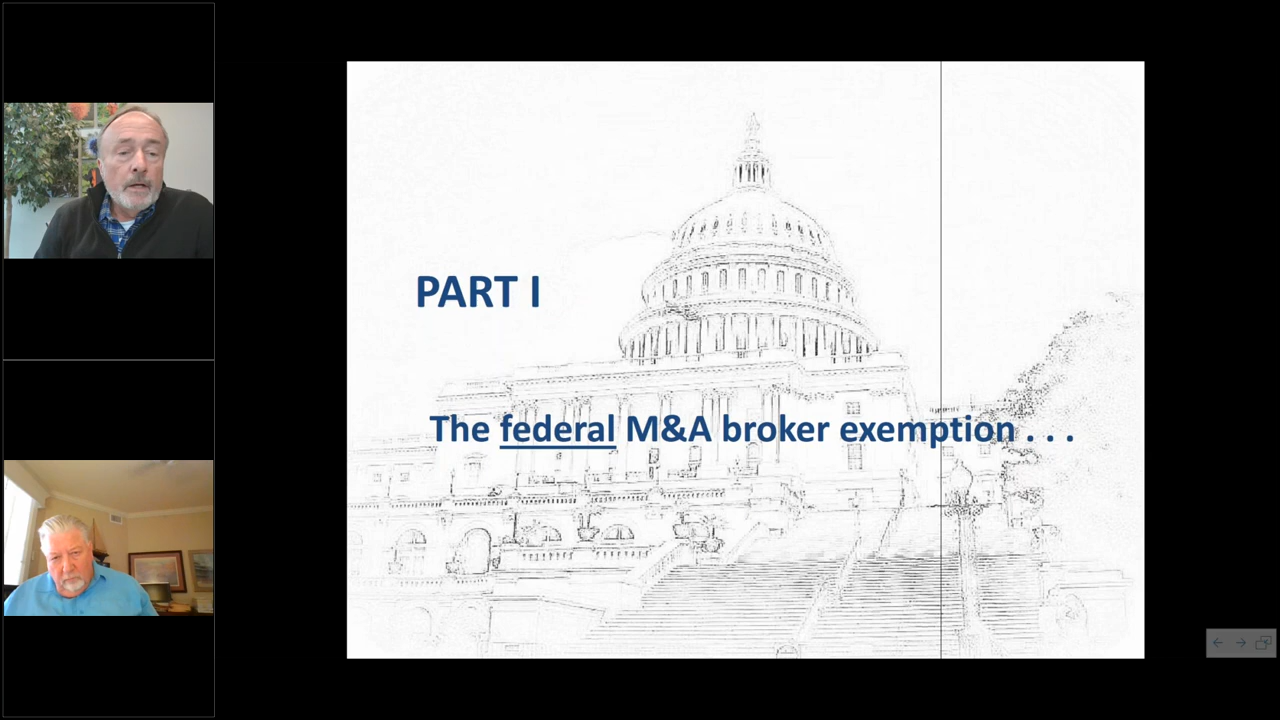 PART I
The federal M&A broker exemption . . .